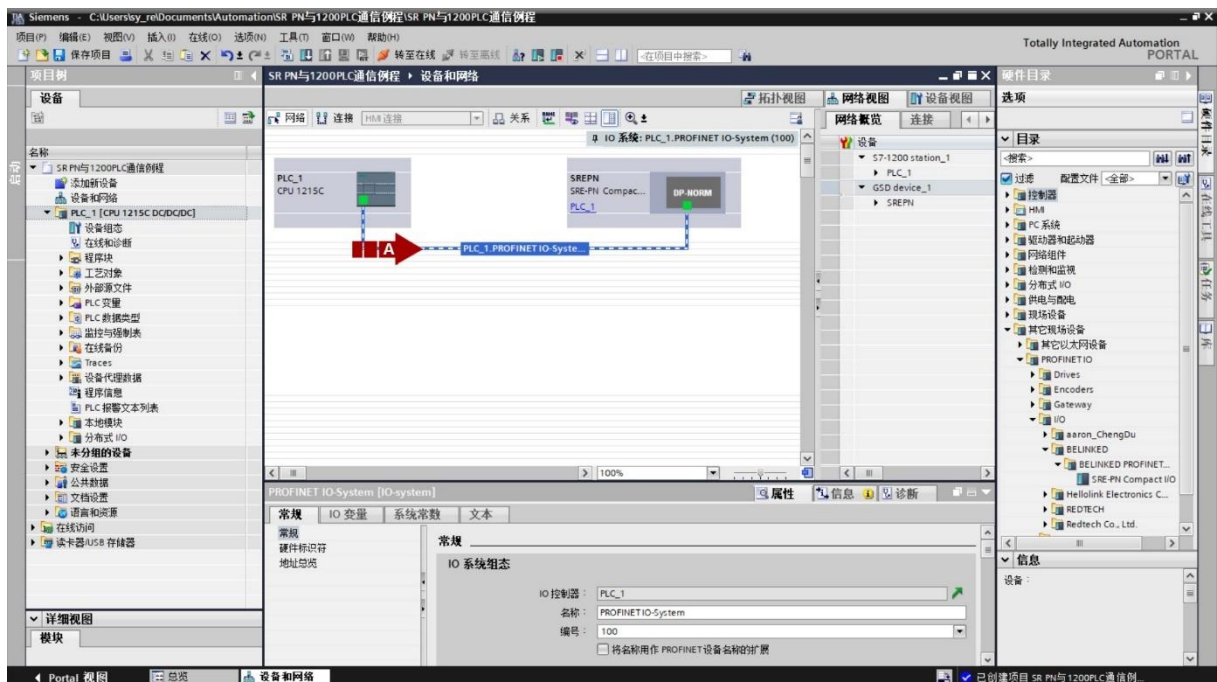 Siemens - C:\Users\sy_re\Documents\Automation\SR PN与1200PLC通信例程\SR PN与1200PLC通信例程
项目(P) 编辑(E) 视图(V) 插入(I) 在线(O) 选项(N) 工具(T) 窗口(W) 帮助(H)
Totally Integrated Automation
PORTAL
保存项目
转至在线
转至离线
<在项目中搜索>
项目树
设备
名称
SR PN与1200PLC通信例程
添加新设备
设备和网络
PLC_1 [CPU 1215C DC/DC/DC]
设备组态
在线和诊断
程序块
工艺对象
外部源文件
PLC 变量
PLC 数据类型
监控与强制表
在线备份
Traces
设备代理数据
程序信息
PLC 报警文本列表
本地模块
分布式 I/O
未分组的设备
安全设置
公共数据
文档设置
语言和资源
在线访问
读卡器/USB 存储器
详细视图
模块
SR PN与1200PLC通信例程 ▸ 设备和网络
拓扑视图
网络视图
设备视图
网络
连接
HMI 连接
关系
IO 系统: PLC_1.PROFINET IO-System (100)
PLC_1
CPU 1215C
SREPN
SRE-PN Compac...
PLC_1
DP-NORM
A
PLC_1.PROFINET IO-Syste...
100%
网络概览
连接
设备
S7-1200 station_1
PLC_1
GSD device_1
SREPN
PROFINET IO-System [IO-system]
属性
信息
诊断
常规
IO 变量
系统常数
文本
常规
硬件标识符
地址总览
常规
IO 系统组态
IO 控制器: PLC_1
名称: PROFINET IO-System
编号: 100
将名称用作 PROFINET 设备名称的扩展
硬件目录
选项
目录
<搜索>
过滤
配置文件 <全部>
控制器
HMI
PC 系统
驱动器和起动器
网络组件
检测和监视
分布式 I/O
供电与配电
现场设备
其它现场设备
其它以太网设备
PROFINET IO
Drives
Encoders
Gateway
I/O
aaron_ChengDu
BELINKED
BELINKED PROFINET...
SRE-PN Compact I/O
Hellolink Electronics C...
REDTECH
Redtech Co., Ltd.
信息
设备:
硬件目录
在线工具
任务
库
Portal 视图
总览
设备和网络
已创建项目 SR PN与1200PLC通信例...